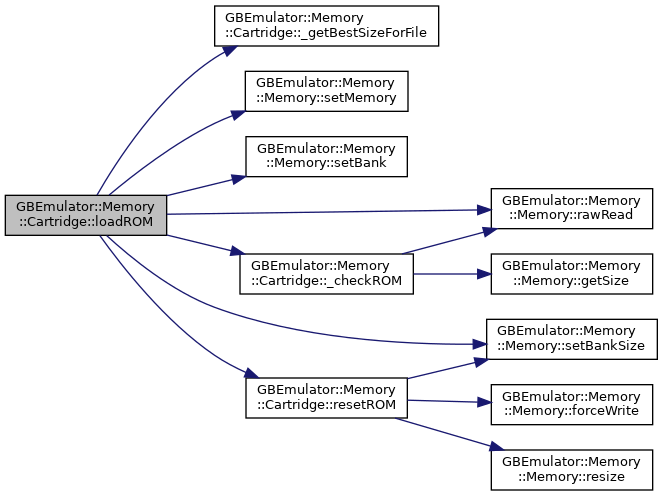 GBEmulator::Memory
::Cartridge::_getBestSizeForFile
GBEmulator::Memory
::Memory::setMemory
GBEmulator::Memory
::Memory::setBank
GBEmulator::Memory
::Cartridge::loadROM
GBEmulator::Memory
::Memory::rawRead
GBEmulator::Memory
::Cartridge::_checkROM
GBEmulator::Memory
::Memory::getSize
GBEmulator::Memory
::Memory::setBankSize
GBEmulator::Memory
::Cartridge::resetROM
GBEmulator::Memory
::Memory::forceWrite
GBEmulator::Memory
::Memory::resize